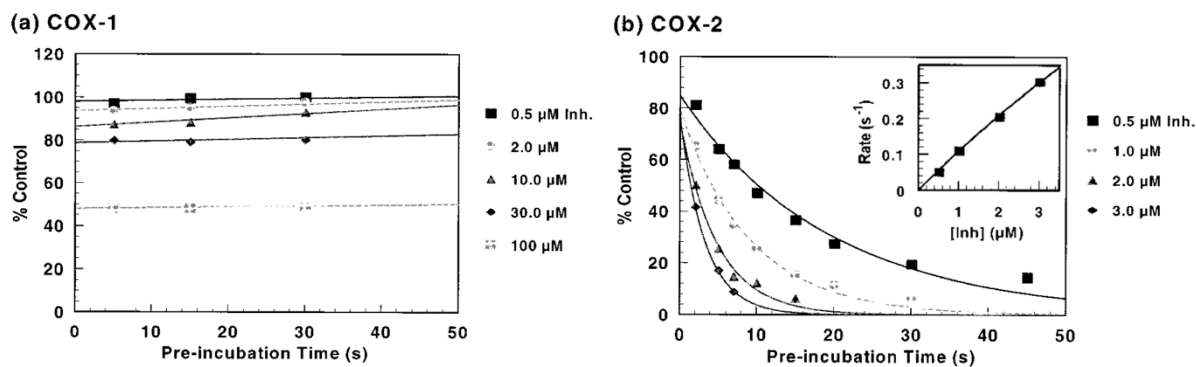 (a) COX-1
120
100
80
60
40
20
0
% Control
0 10 20 30 40 50
Pre-incubation Time (s)
0.5 µM Inh.
2.0 µM
10.0 µM
30.0 µM
100 µM
(b) COX-2
100
80
60
40
20
0
% Control
0 10 20 30 40 50
Pre-incubation Time (s)
0.3
0.2
0.1
0
Rate (s⁻¹)
0 1 2 3
[Inh] (µM)
0.5 µM Inh.
1.0 µM
2.0 µM
3.0 µM